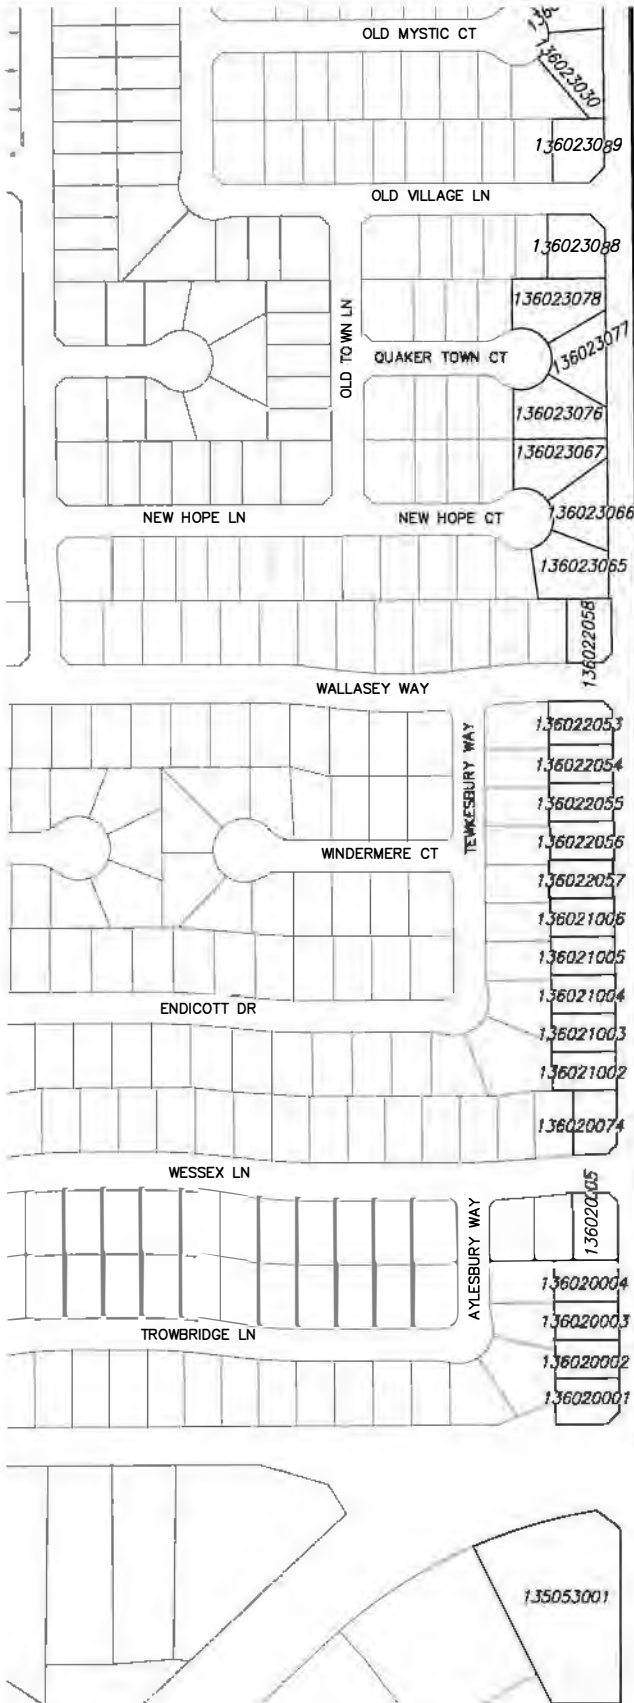 OLD MYSTIC CT
136023030
136023089
OLD VILLAGE LN
136023088
136023078
OLD TOWN LN
136023077
QUAKER TOWN CT
136023076
136023067
NEW HOPE LN
NEW HOPE CT
136023066
136023065
136022058
WALLASEY WAY
136022053
TEWKESBURY WAY
136022054
136022055
136022056
WINDERMERE CT
136022057
136021006
136021005
136021004
ENDICOTT DR
136021003
136021002
136020074
WESSEX LN
AYLESBURY WAY
136020004
136020003
TROWBRIDGE LN
136020002
136020001
135053001